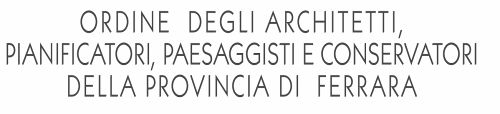 ORDINE DEGLI ARCHITETTI,
PIANIFICATORI, PAESAGGISTI E CONSERVATORI
DELLA PROVINCIA DI FERRARA